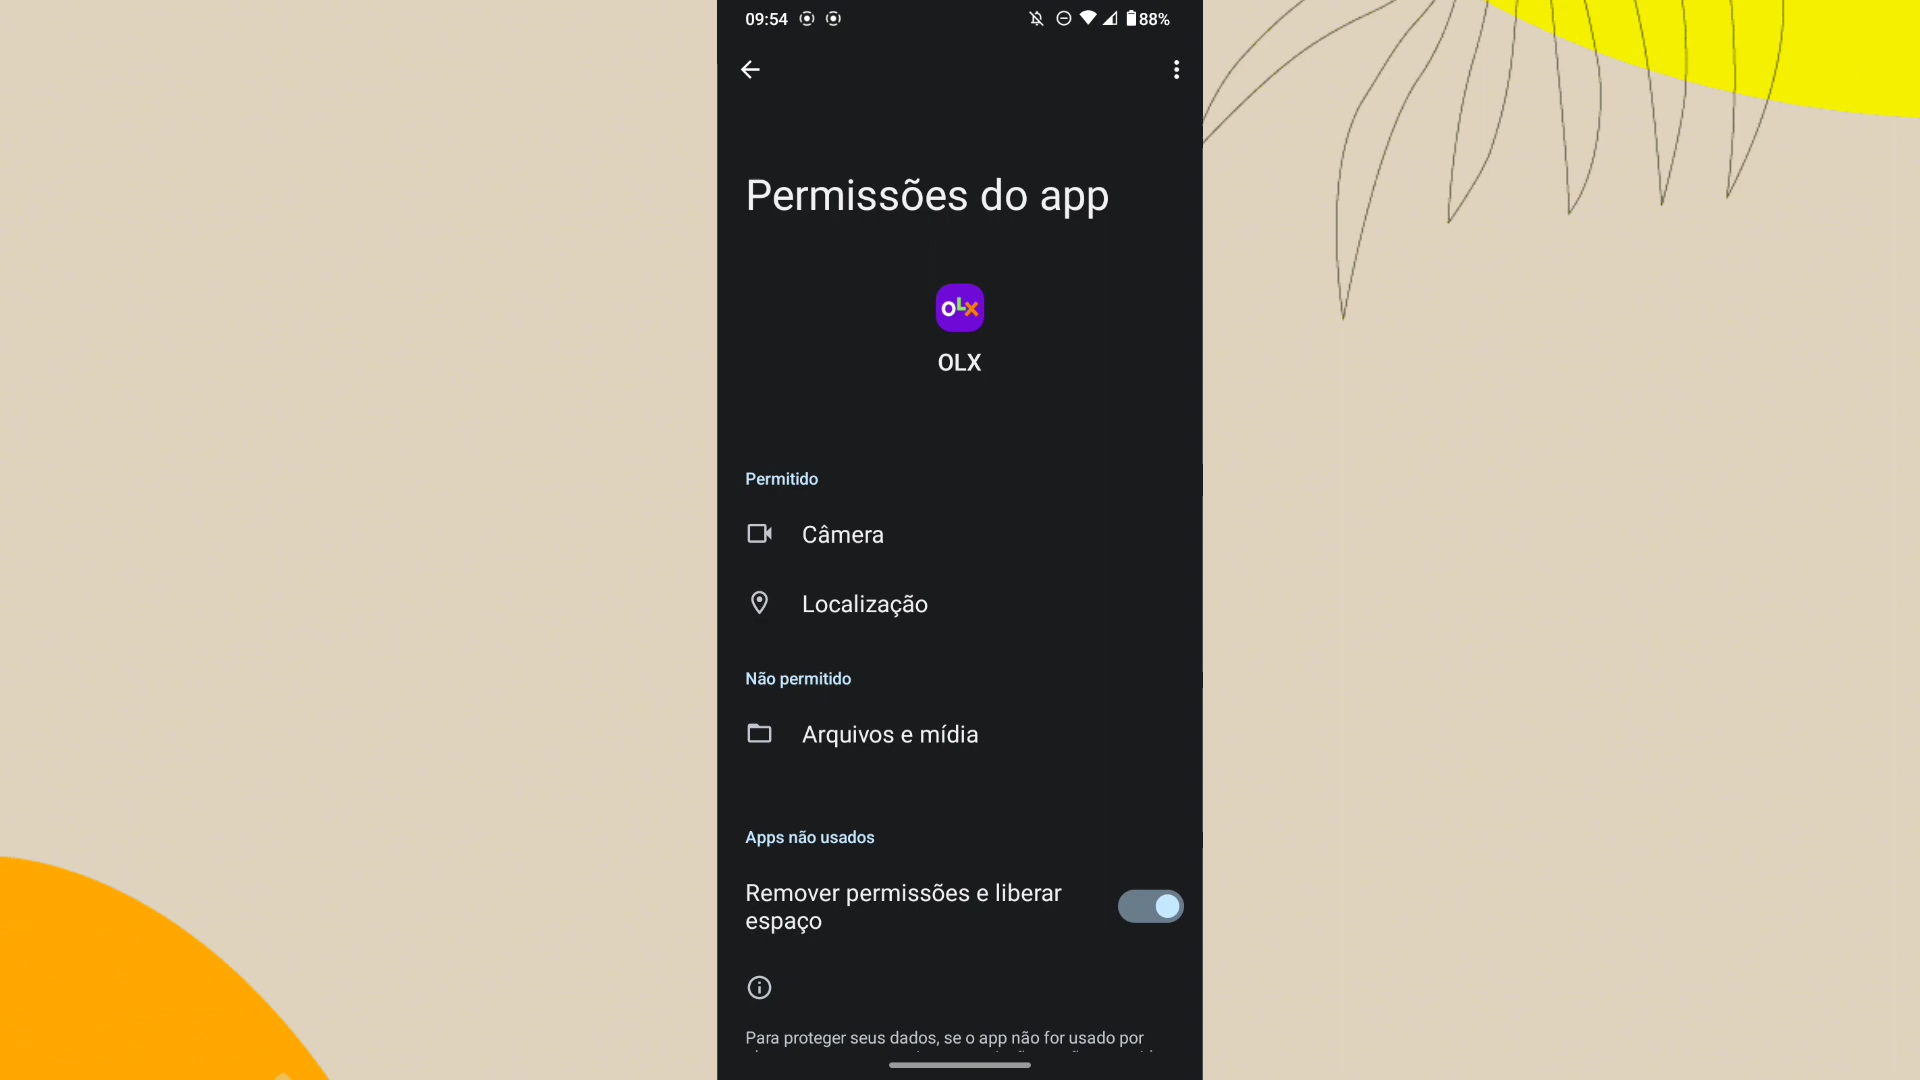 09:54
88%
Permissões do app
OLX
OLX
Permitido
Câmera
Localização
Não permitido
Arquivos e mídia
Apps não usados
Remover permissões e liberar
espaço
Para proteger seus dados, se o app não for usado por